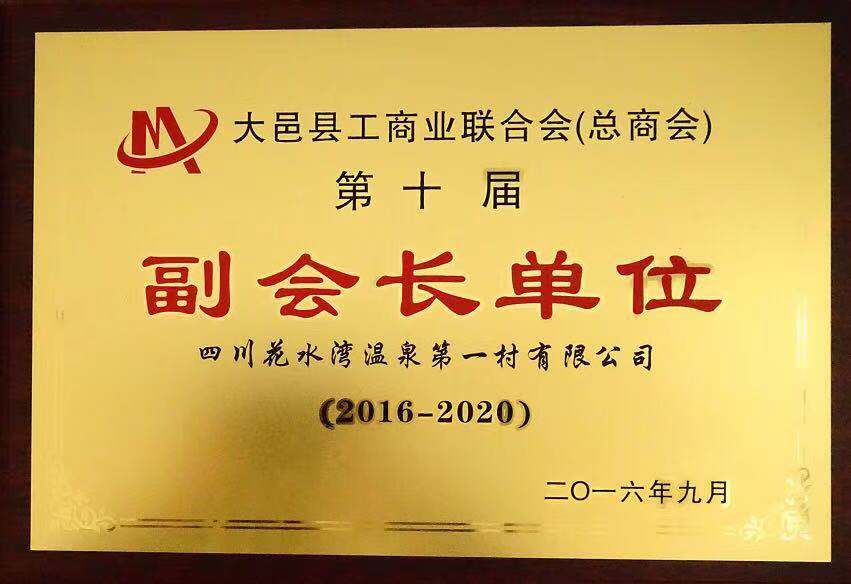 大邑县工商业联合会(总商会)
第十届
副会长单位
四川花水湾温泉第一村有限公司
(2016-2020)
二〇一六年九月